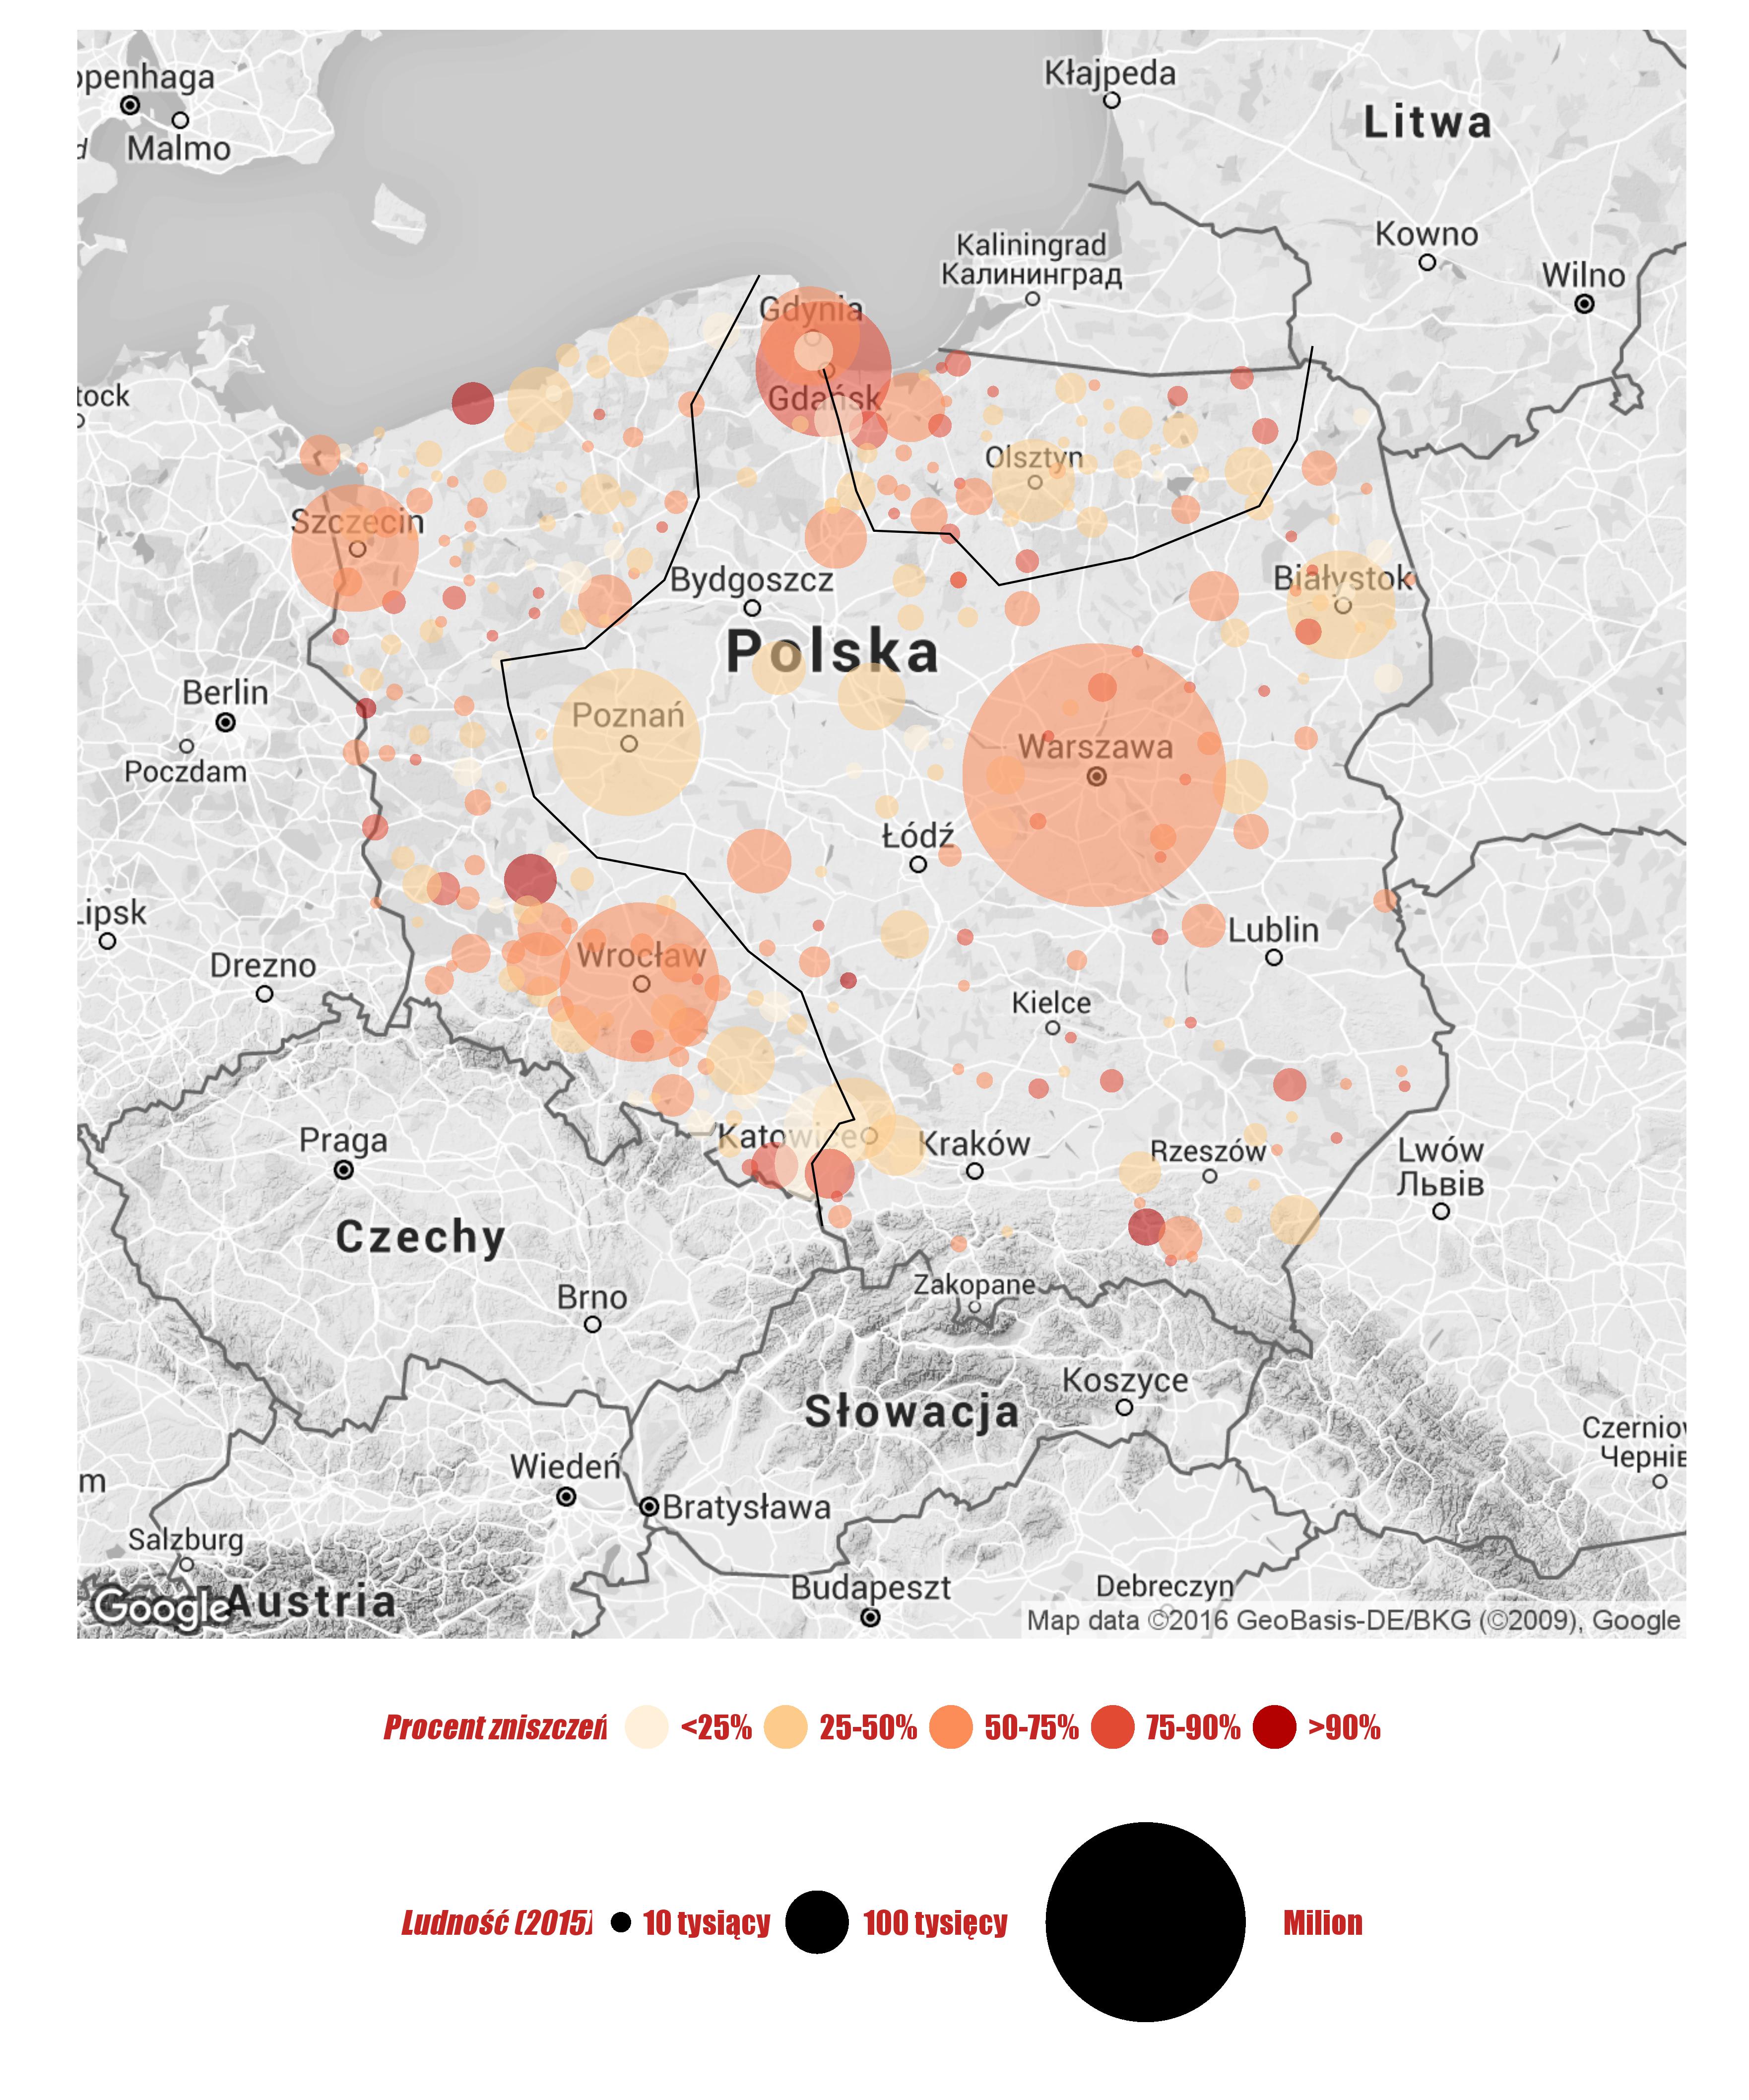 openhaga
Malmo
d
Kłajpeda
Litwa
Kaliningrad
Калининград
Kowno
Wilno
Gdynia
Gdańsk
tock
Olsztyn
Szczecin
Bydgoszcz
Białystok
Polska
Berlin
Poznań
Poczdam
Warszawa
Łódź
Lipsk
Drezno
Wrocław
Lublin
Kielce
Praga
Katowice
Kraków
Rzeszów
Lwów
Львів
Czechy
Brno
Zakopane
Słowacja
Koszyce
Czerniow
Чернів
Wiedeń
m
Bratysława
Salzburg
Austria
Google
Budapeszt
Debreczyn
Map data ©2016 GeoBasis-DE/BKG (©2009), Google
Procent zniszczeń <25% 25-50% 50-75% 75-90% >90%
Ludność (2015) 10 tysiący 100 tysięcy Milion